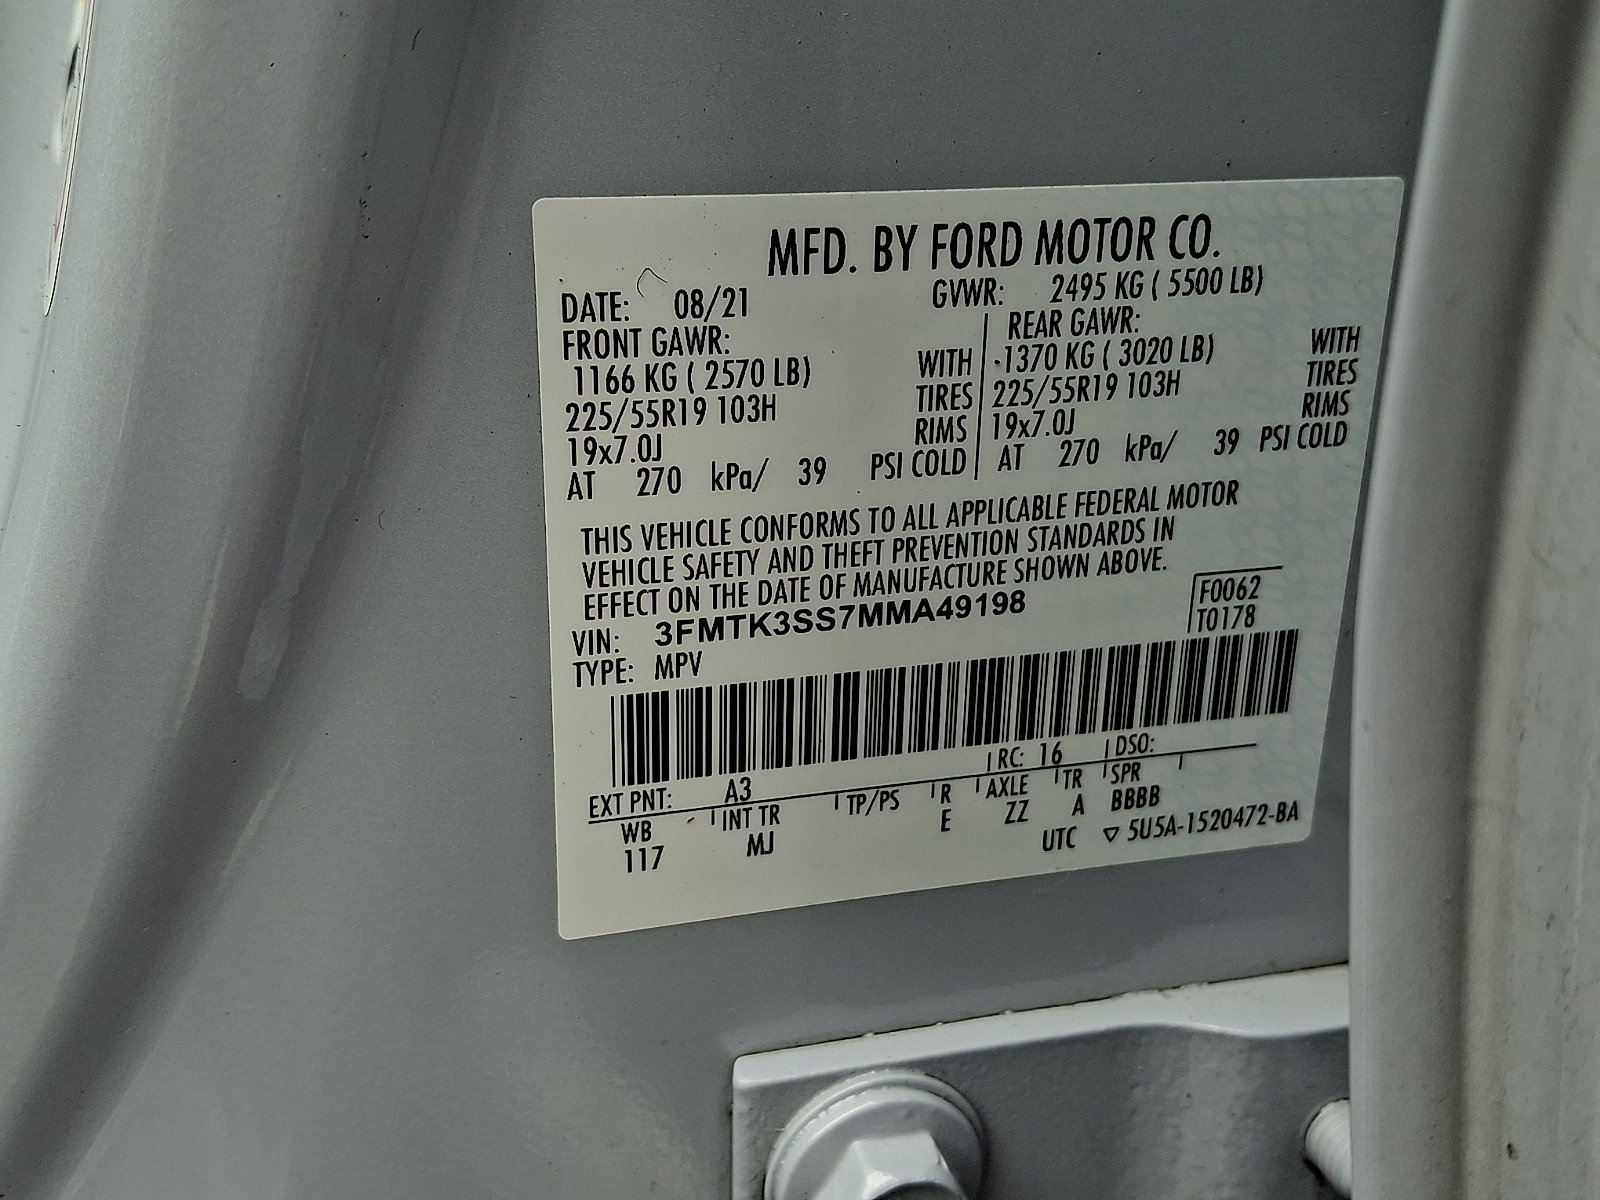 MFD. BY FORD MOTOR CO.
DATE: 08/21 GVWR: 2495 KG ( 5500 LB)
FRONT GAWR:
1166 KG ( 2570 LB) WITH
225/55R19 103H TIRES
19x7.0J RIMS
AT 270 kPa/ 39 PSI COLD
REAR GAWR:
1370 KG ( 3020 LB) WITH
225/55R19 103H TIRES
19x7.0J RIMS
AT 270 kPa/ 39 PSI COLD
THIS VEHICLE CONFORMS TO ALL APPLICABLE FEDERAL MOTOR
VEHICLE SAFETY AND THEFT PREVENTION STANDARDS IN
EFFECT ON THE DATE OF MANUFACTURE SHOWN ABOVE.
VIN: 3FMTK3SS7MMA49198
TYPE: MPV
F0062
T0178
EXT PNT: A3 RC: 16 DSO:
WB INT TR TP/PS R AXLE TR SPR
117 MJ E ZZ A BBBB
UTC ▽ 5U5A-1520472-BA